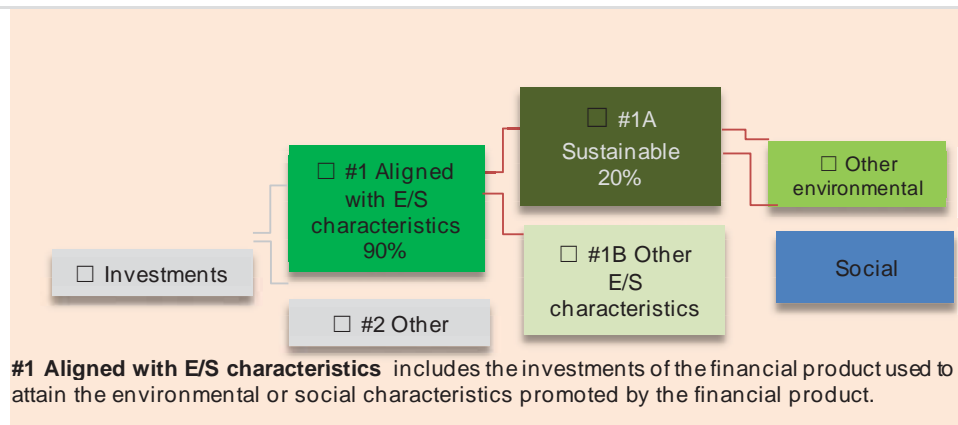 ☐ Investments
☐ #1 Aligned
with E/S
characteristics
90%
☐ #2 Other
☐ #1A
Sustainable
20%
☐ #1B Other
E/S
characteristics
☐ Other
environmental
Social
#1 Aligned with E/S characteristics includes the investments of the financial product used to
attain the environmental or social characteristics promoted by the financial product.